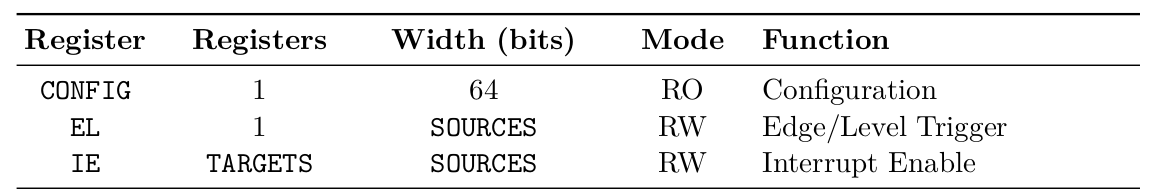 Register Registers Width (bits) Mode Function
CONFIG 1 64 RO Configuration
EL 1 SOURCES RW Edge/Level Trigger
IE TARGETS SOURCES RW Interrupt Enable